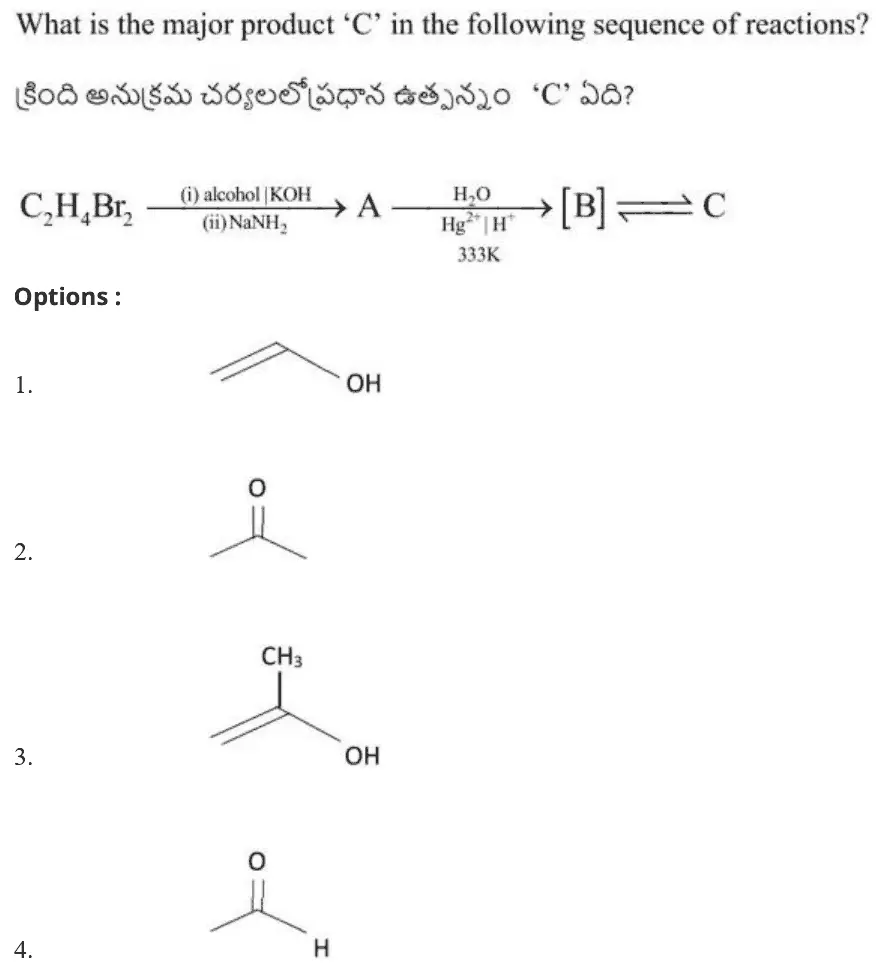 What is the major product ‘C’ in the following sequence of reactions?
క్రింది అనుక్రమ చర్యలలో ప్రధాన ఉత్పన్నం ‘C’ ఏది?
C₂H₄Br₂ (i) alcohol|KOH (ii) NaNH₂ → A H₂O Hg²⁺|H⁺ 333K → [B] ⇌ C
Options :
1.
OH
O
2.
CH₃
3.
OH
O
4.
H